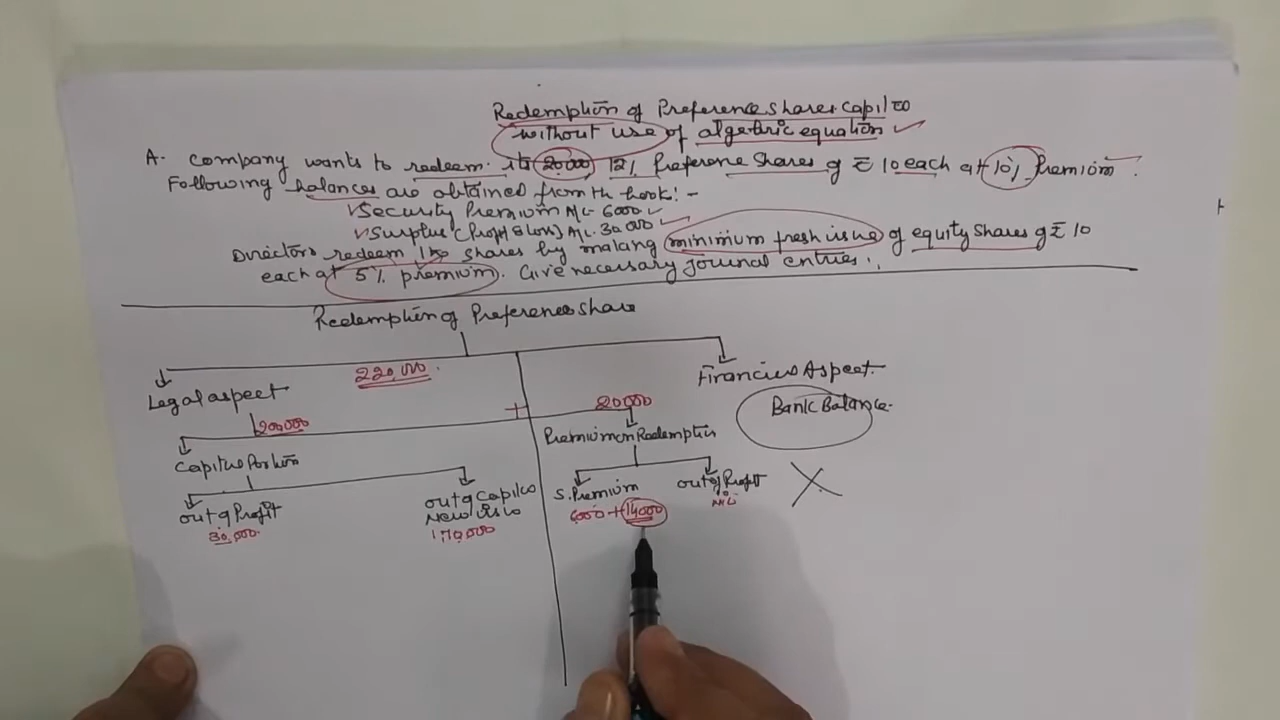 Redemption of Preference Shares Capital
without use of algebric equation
A. company wants to redeem its 20000, 12% Preference Shares of ₹ 10 each at 10% Premium.
Following balances are obtained from the book:-
Security Premium A/c 6000
Surplus (Profit & loss) A/c. 30,000
Directors redeem the shares by making minimum fresh issue of equity Shares of ₹ 10
each at 5% premium. Give necessary journal entries.
Redemption of Preference share
220,000
Legal aspect
Financial Aspect
200,000
+
20000
Bank Balance.
Capital Portion
Premium on Redemption
out of Profit
30,000
out of Capital
New issue
170,000
S. Premium
6000 + 14000
out of Profit
Nil